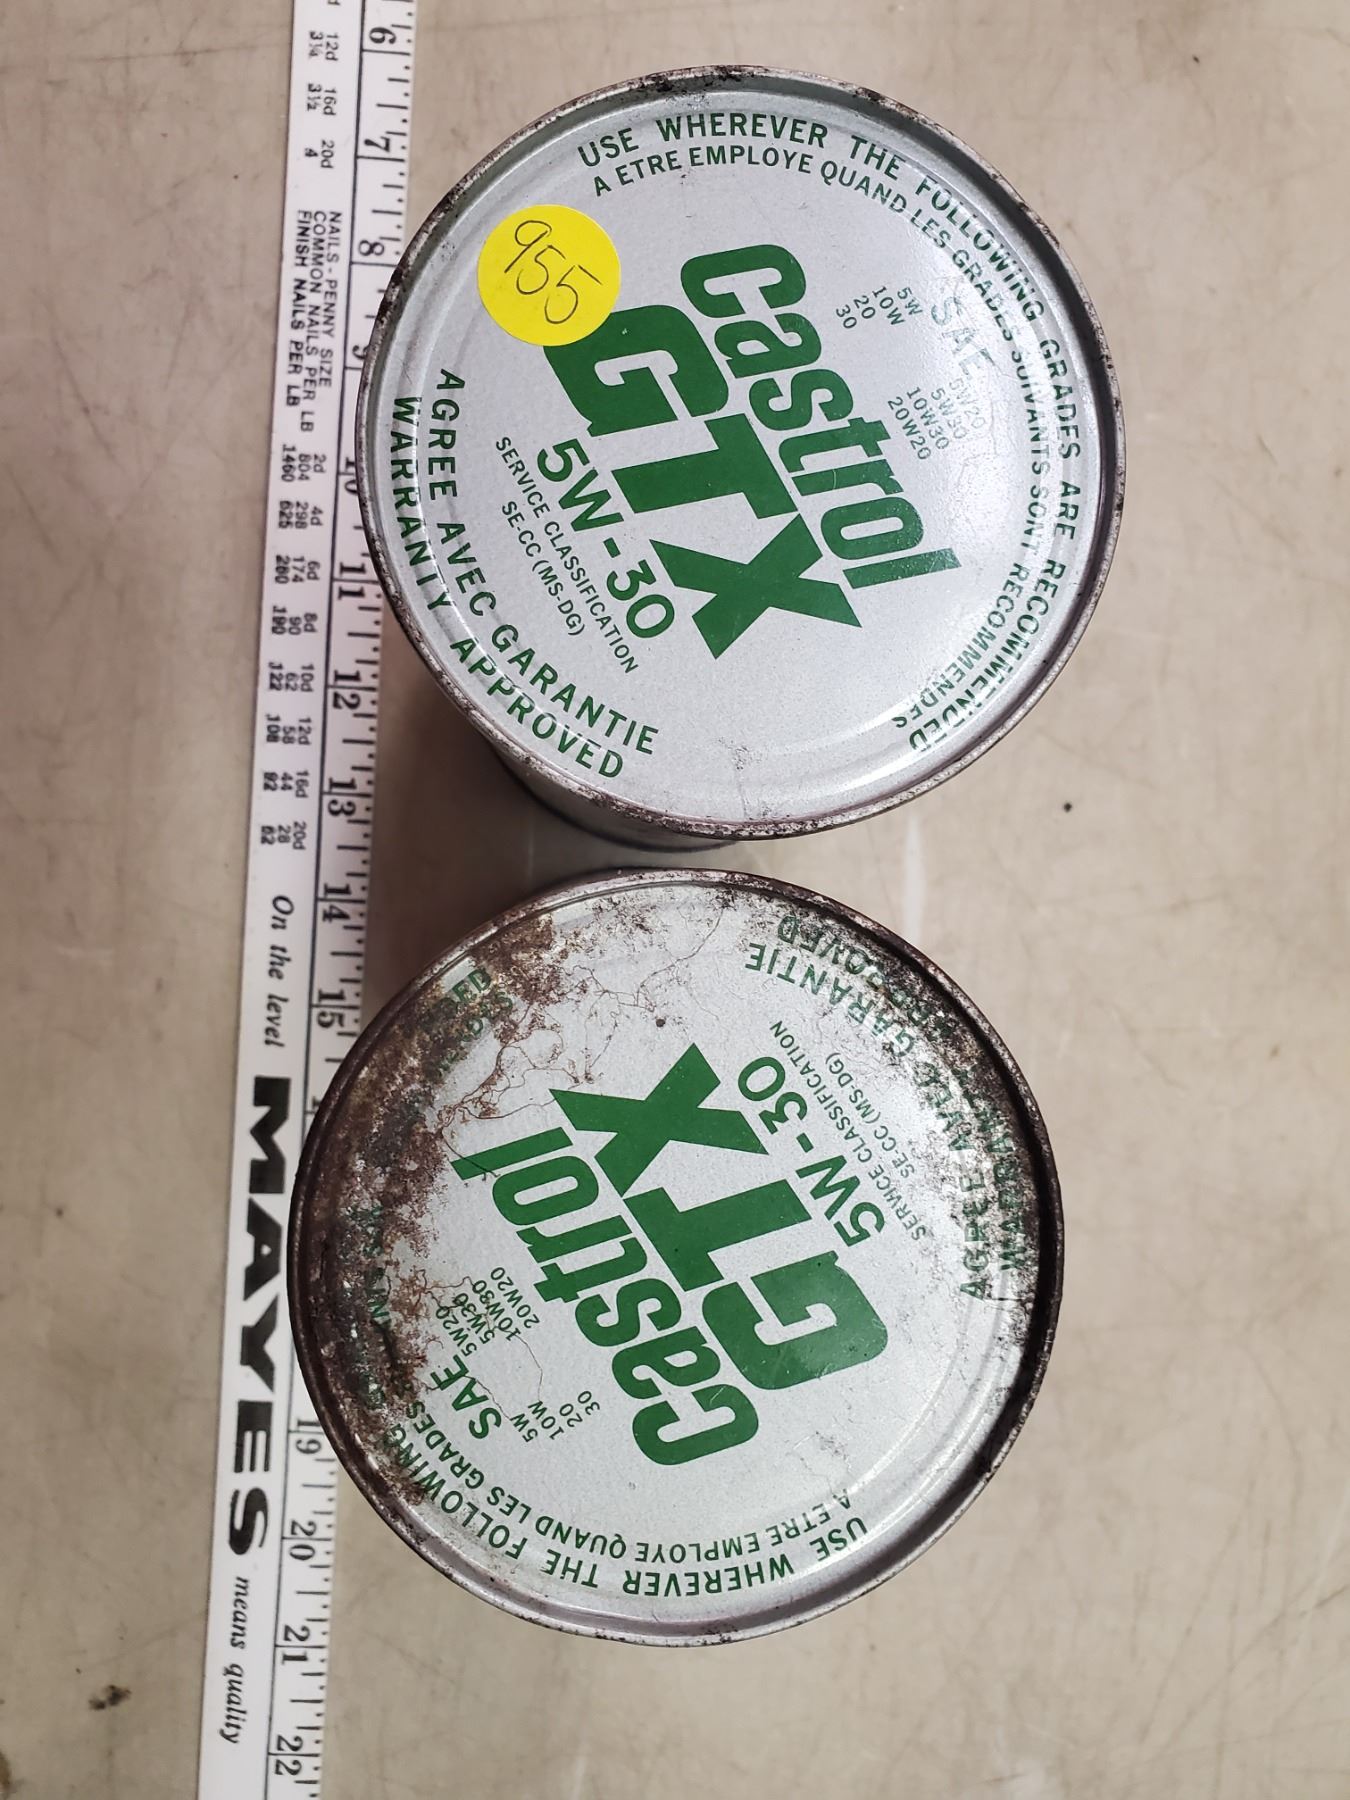 6
7
8
9
10
11
12
13
14
15
19
20
21
22
12d 16d 20d
3¼ 3½ 4
NAILS - PENNY SIZE 2d 4d 6d 8d 10d 12d 16d 20d
COMMON NAILS PER LB 804 298 174 90 62 58 44 28
FINISH NAILS PER LB 1460 625 280 190 122 108 92 62
On the level MAYES means quality
USE WHEREVER THE FOLLOWING GRADES ARE RECOMMENDED
A ETRE EMPLOYE QUAND LES GRADES SUIVANTS SONT RECOMMENDES
SAE
5W 5W20
10W 5W30
20 10W30
30 20W20
955
Castrol
GTX
5W-30
SERVICE CLASSIFICATION
SE-CC (MS-DG)
AGREE AVEC GARANTIE
WARRANTY APPROVED
USE WHEREVER THE FOLLOWING
A ETRE EMPLOYE QUAND LES GRADES
SAE
5W 5W20
10W 5W30
20 10W30
30 20W20
Castrol
GTX
5W-30
SERVICE CLASSIFICATION
SE-CC (MS-DG)
AGREE AVEC GARANTIE
WARRANTY APPROVED